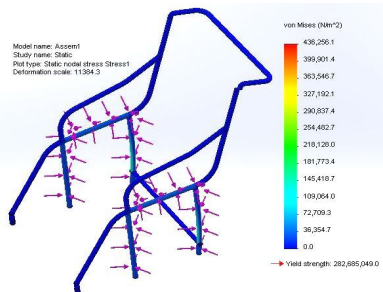 Model name: Assem1
Study name: Static
Plot type: Static nodal stress Stress1
Deformation scale: 11384.3
von Mises (N/m^2)
436,256.1
399,901.4
363,546.7
327,192.1
290,837.4
254,482.7
218,128.0
181,773.4
145,418.7
109,064.0
72,709.3
36,354.7
0.0
Yield strength: 282,685,049.0